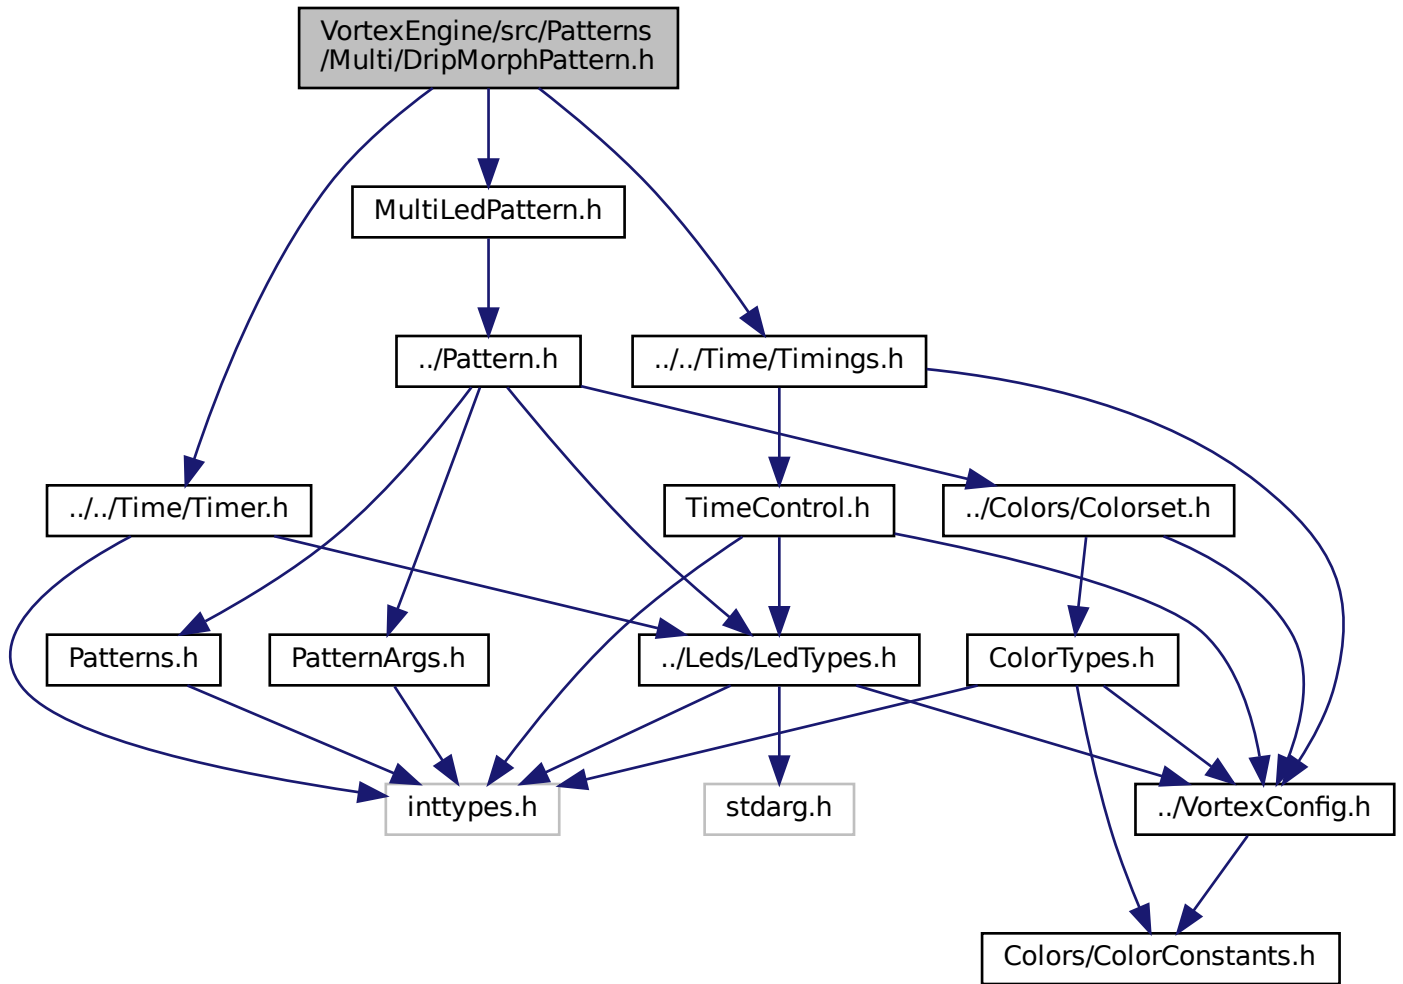 VortexEngine/src/Patterns
/Multi/DripMorphPattern.h
MultiLedPattern.h
../Pattern.h
../../Time/Timings.h
../../Time/Timer.h
TimeControl.h
../Colors/Colorset.h
Patterns.h
PatternArgs.h
../Leds/LedTypes.h
ColorTypes.h
inttypes.h
stdarg.h
../VortexConfig.h
Colors/ColorConstants.h